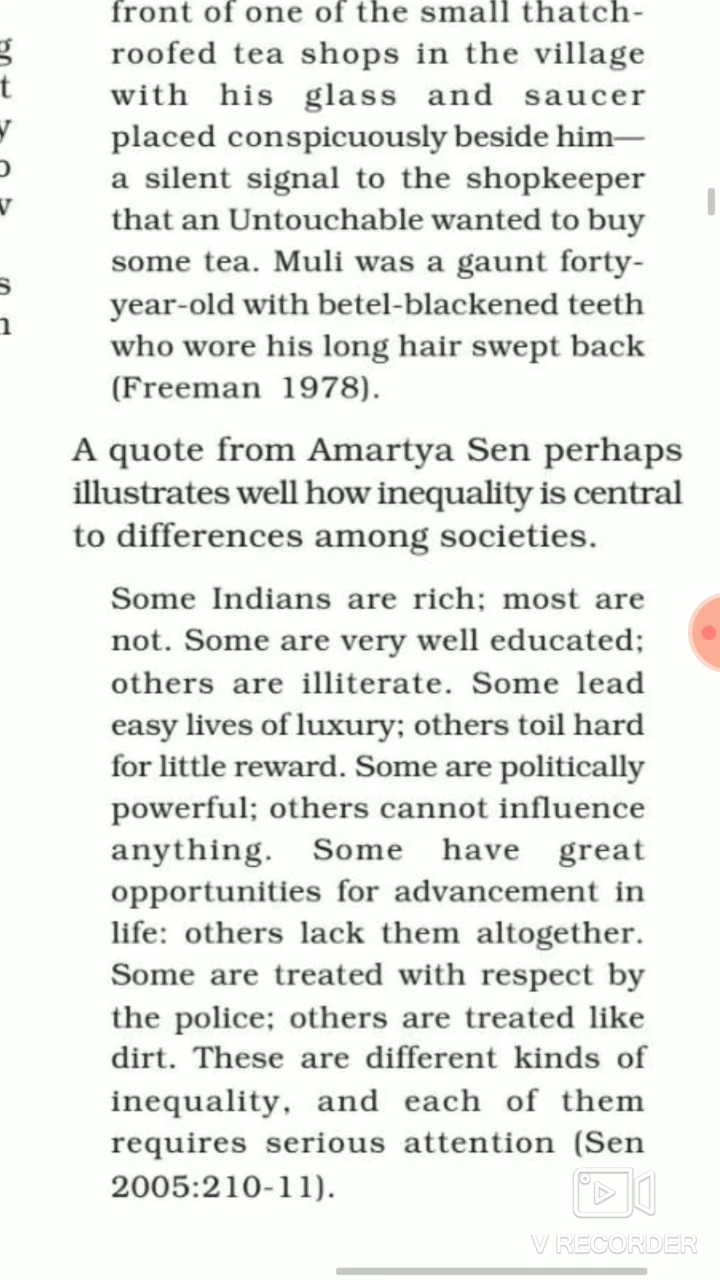 front of one of the small thatch-
roofed tea shops in the village
with his glass and saucer
placed conspicuously beside him—
a silent signal to the shopkeeper
that an Untouchable wanted to buy
some tea. Muli was a gaunt forty-
year-old with betel-blackened teeth
who wore his long hair swept back
(Freeman 1978).
A quote from Amartya Sen perhaps
illustrates well how inequality is central
to differences among societies.
Some Indians are rich; most are
not. Some are very well educated;
others are illiterate. Some lead
easy lives of luxury; others toil hard
for little reward. Some are politically
powerful; others cannot influence
anything. Some have great
opportunities for advancement in
life: others lack them altogether.
Some are treated with respect by
the police; others are treated like
dirt. These are different kinds of
inequality, and each of them
requires serious attention (Sen
2005:210-11).
V RECORDER